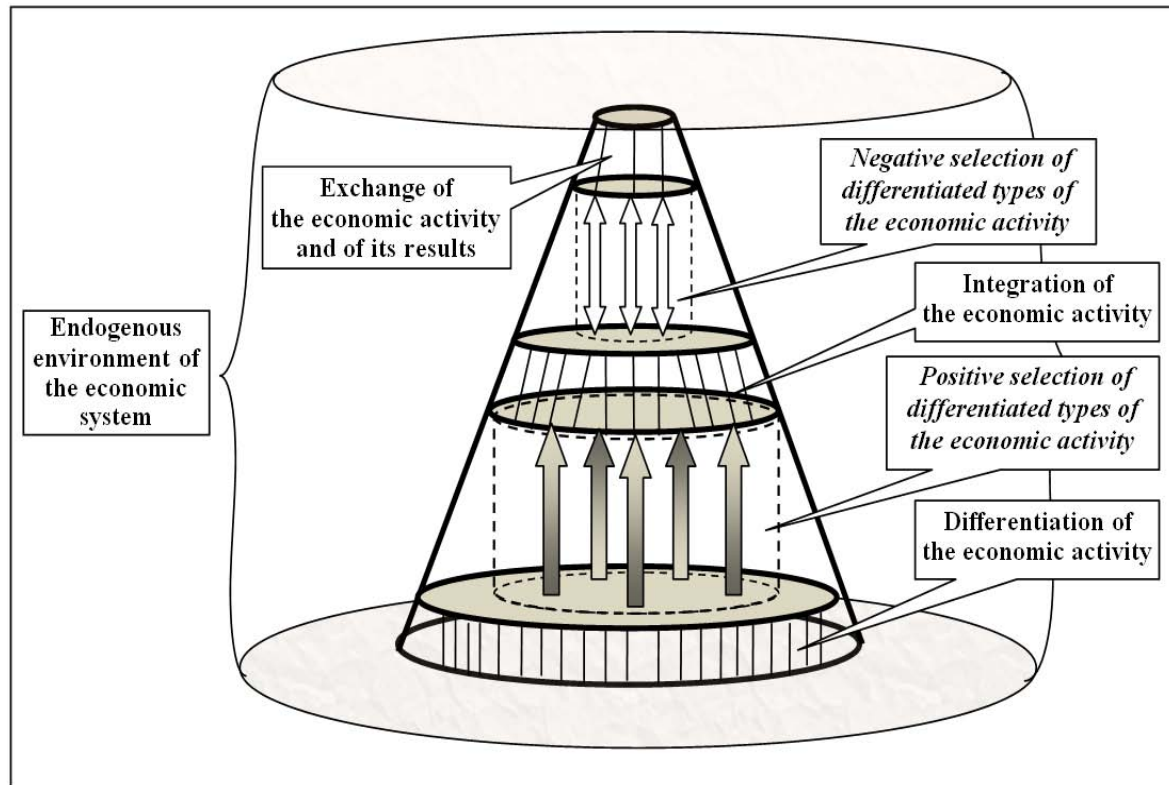 Negative selection of
differentiated types of
the economic activity
Exchange of
the economic activity
and of its results
Integration of
the economic activity
Endogenous
environment of
the economic
system
Positive selection of
differentiated types of
the economic activity
Differentiation of
the economic activity